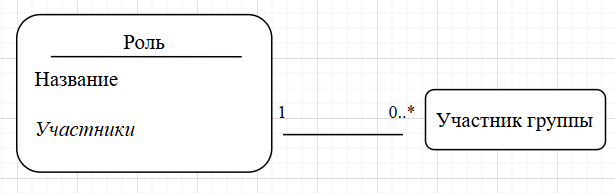 Роль
Название
Участники
1
0..*
Участник группы